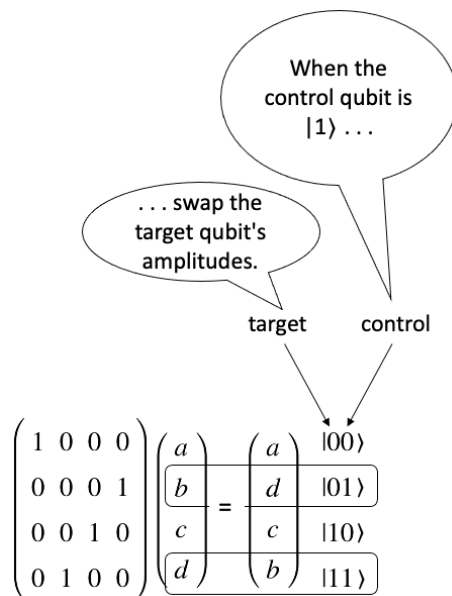 When the
control qubit is
|1⟩ . . .
. . . swap the
target qubit's
amplitudes.
target control
1 0 0 0 a a |00⟩
0 0 0 1 b = d |01⟩
0 0 1 0 c c |10⟩
0 1 0 0 d b |11⟩